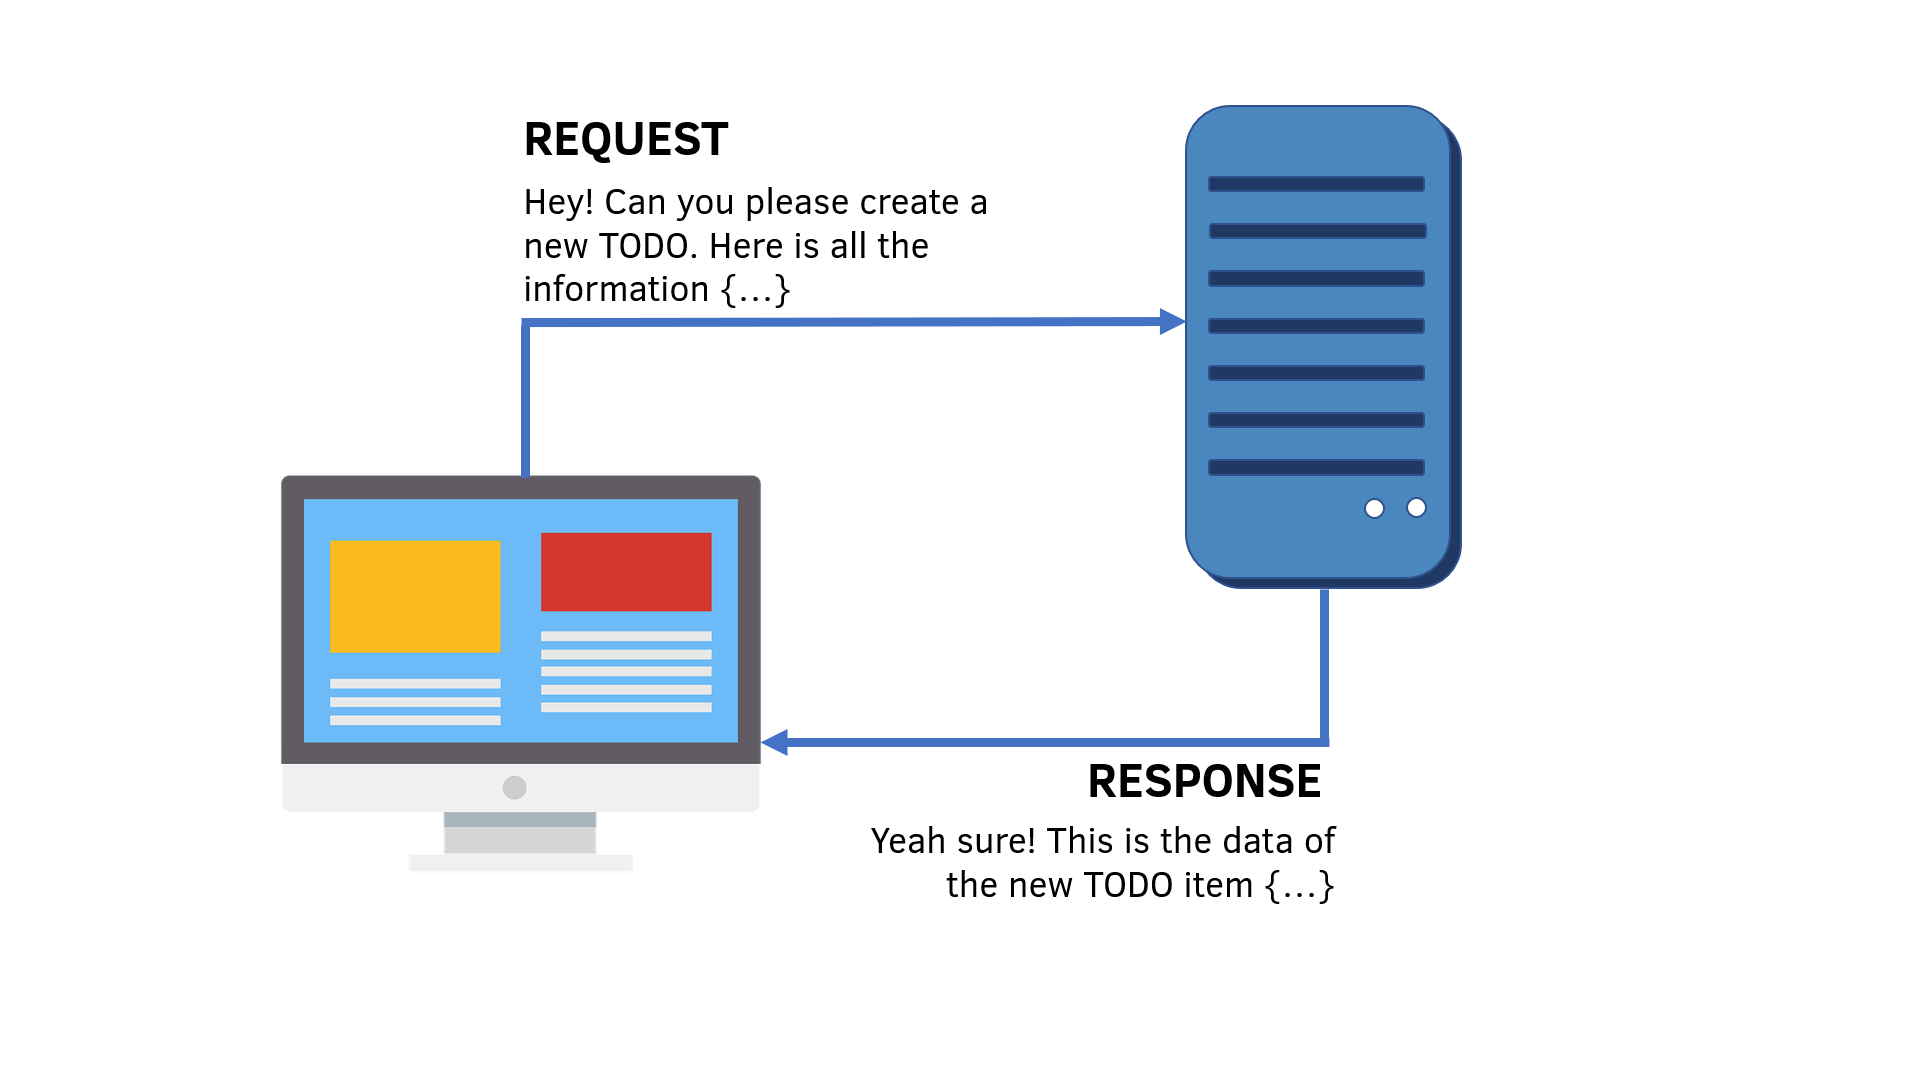 REQUEST
Hey! Can you please create a
new TODO. Here is all the
information {...}
RESPONSE
Yeah sure! This is the data of
the new TODO item {...}